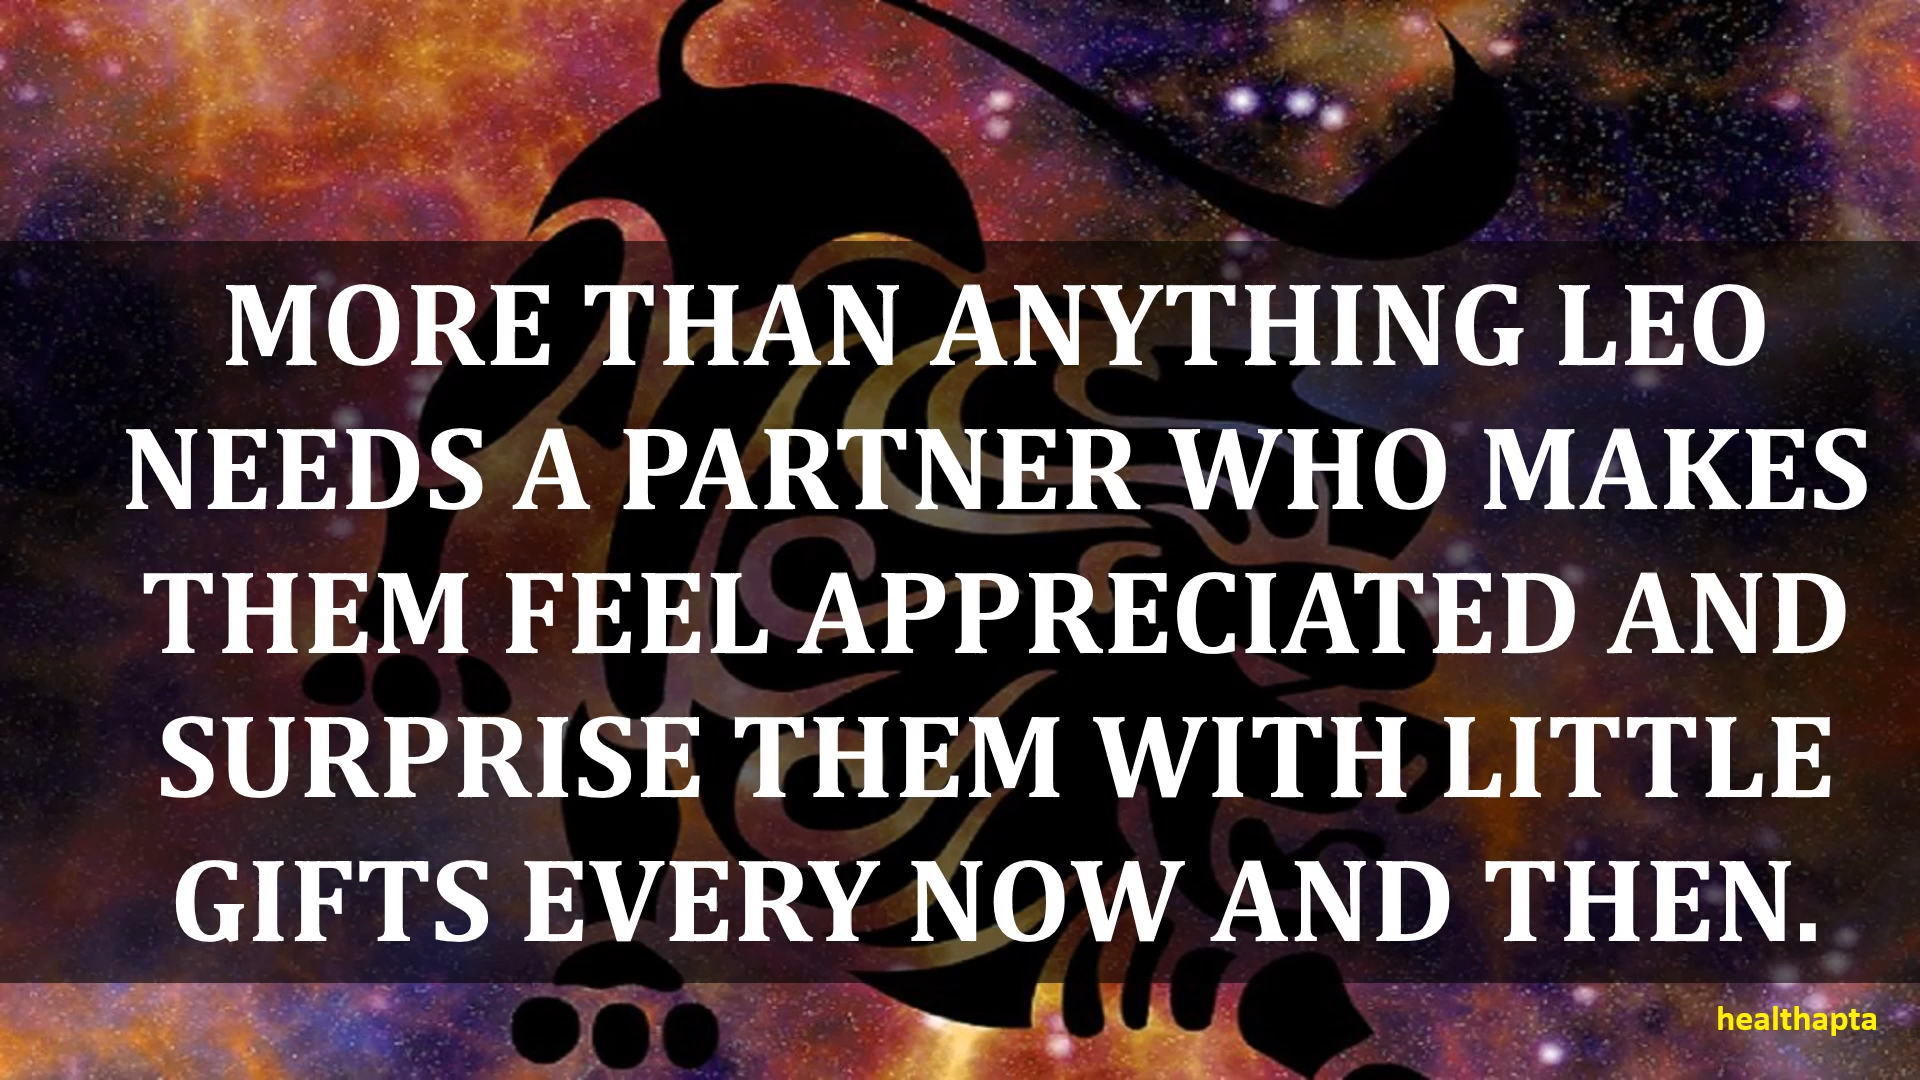 MORE THAN ANYTHING LEO
NEEDS A PARTNER WHO MAKES
THEM FEEL APPRECIATED AND
SURPRISE THEM WITH LITTLE
GIFTS EVERY NOW AND THEN.
healthapta